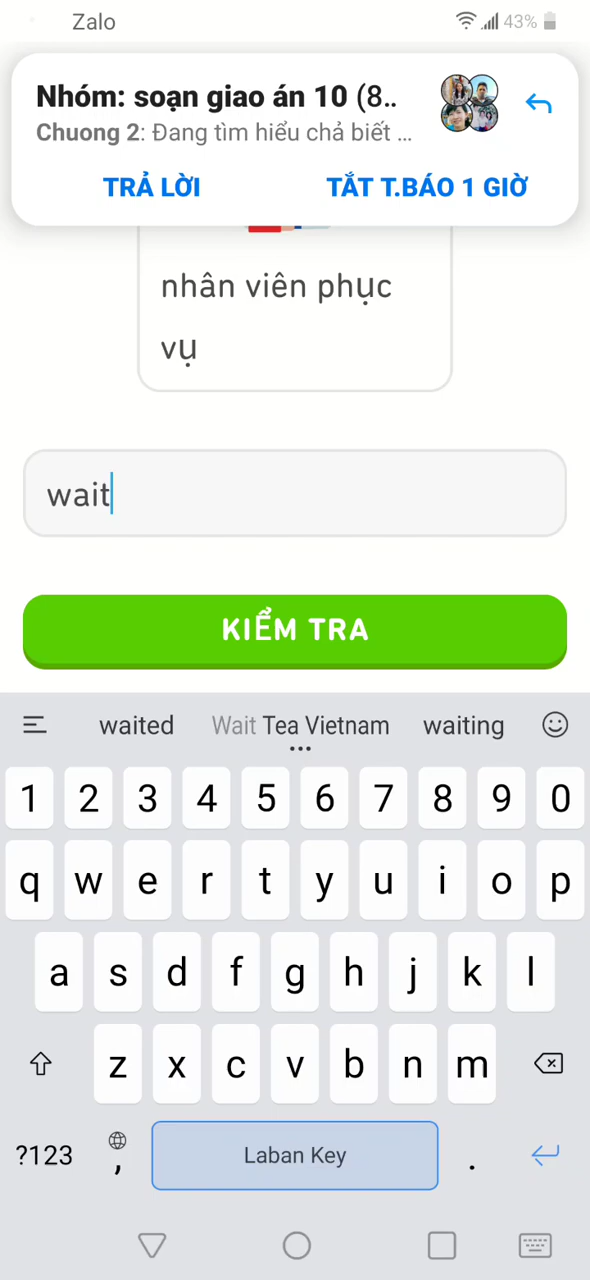 Zalo
43%
Nhóm: soạn giao án 10 (8..
Chuong 2: Đang tìm hiểu chả biết ...
TRẢ LỜI
TẮT T.BÁO 1 GIỜ
nhân viên phục
vụ
wait
KIỂM TRA
waited
Wait Tea Vietnam
waiting
1 2 3 4 5 6 7 8 9 0
q w e r t y u i o p
a s d f g h j k l
z x c v b n m
?123 , Laban Key .